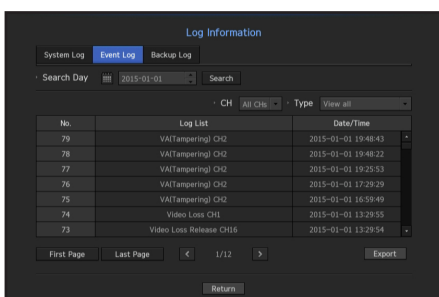 Log Information
System Log Event Log Backup Log
Search Day 2015-01-01 Search
CH All CHs Type View all
No. Log List Date/Time
79 VA(Tampering) CH2 2015-01-01 19:48:43
78 VA(Tampering) CH2 2015-01-01 19:48:22
77 VA(Tampering) CH2 2015-01-01 19:25:53
76 VA(Tampering) CH2 2015-01-01 17:29:29
75 VA(Tampering) CH2 2015-01-01 16:59:49
74 Video Loss CH1 2015-01-01 13:29:55
73 Video Loss Release CH16 2015-01-01 13:29:54
First Page Last Page < 1/12 > Export
Return